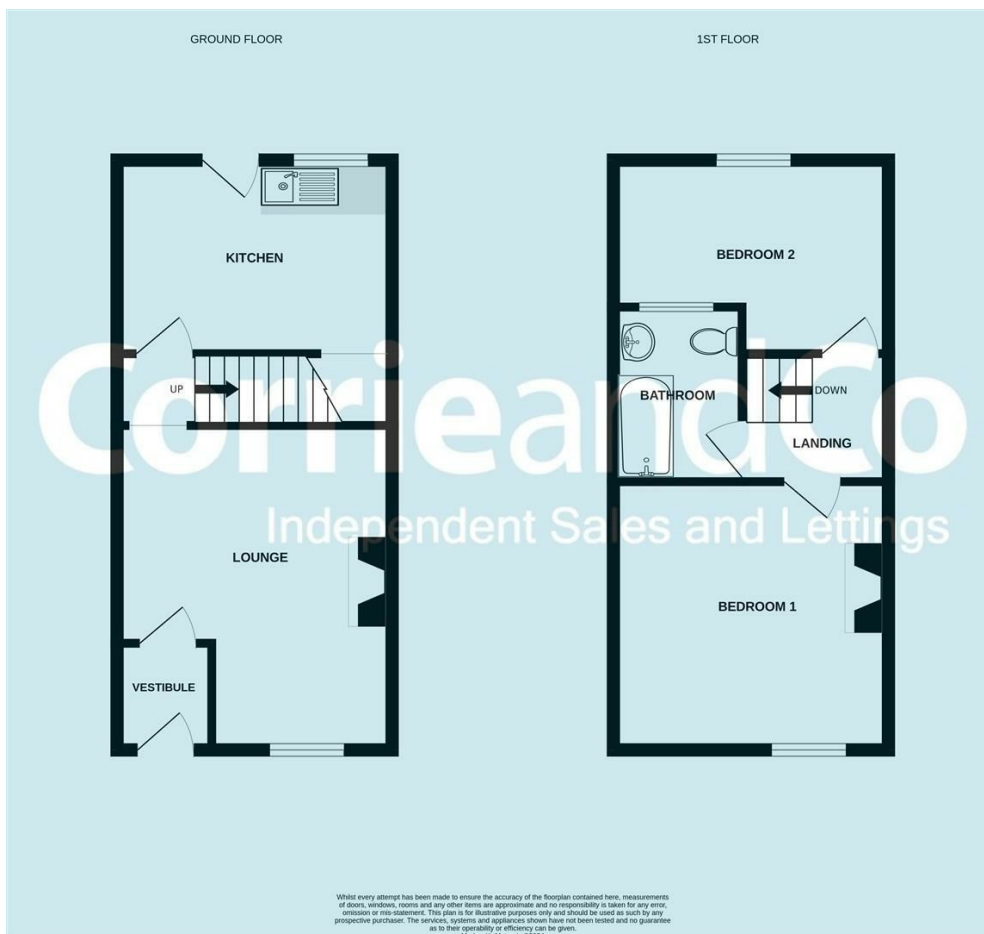 GROUND FLOOR
1ST FLOOR
KITCHEN
BEDROOM 2
UP
DOWN
BATHROOM
LANDING
CorrieandCo
Independent Sales and Lettings
LOUNGE
BEDROOM 1
VESTIBULE
Whilst every attempt has been made to ensure the accuracy of the floorplan contained here, measurements
of doors, windows, rooms and any other items are approximate and no responsibility is taken for any error,
omission or mis-statement. This plan is for illustrative purposes only and should be used as such by any
prospective purchaser. The services, systems and appliances shown have not been tested and no guarantee
as to their operability or efficiency can be given.